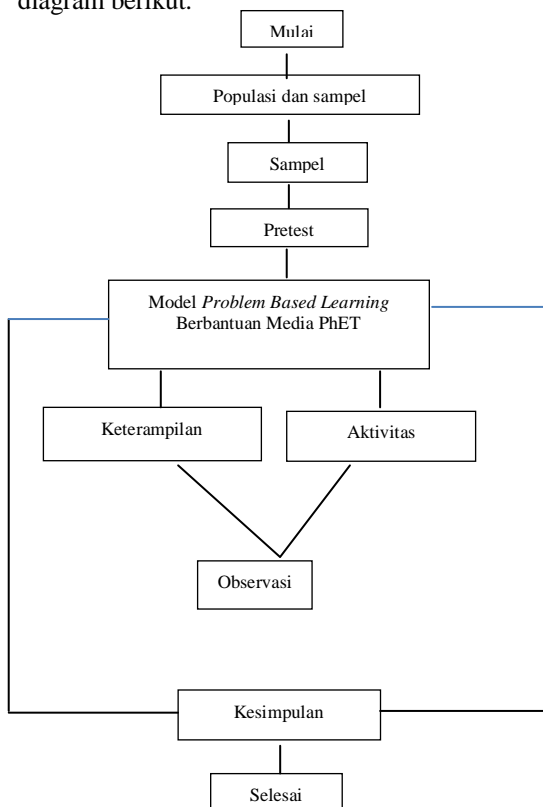 diagram berikut.
Mulai
Populasi dan sampel
Sampel
Pretest
Model Problem Based Learning
Berbantuan Media PhET
Keterampilan
Aktivitas
Observasi
Kesimpulan
Selesai